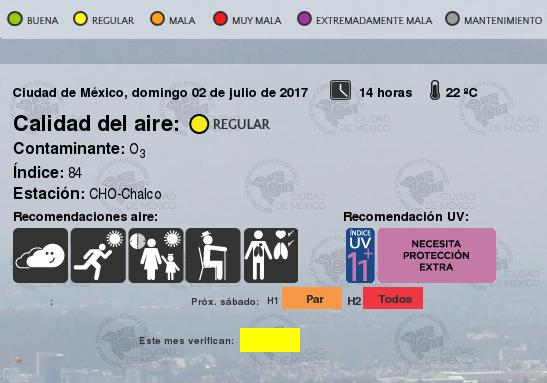 BUENA REGULAR MALA MUY MALA EXTREMADAMENTE MALA MANTENIMIENTO
Ciudad de México, domingo 02 de julio de 2017 14 horas 22 ºC
Calidad del aire: REGULAR
Contaminante: O3
Índice: 84
Estación: CHO-Chalco
Recomendaciones aire: Recomendación UV:
ÍNDICE
UV
11+
NECESITA
PROTECCIÓN
EXTRA
: Próx. sábado: H1 Par H2 Todos
Este mes verifican: